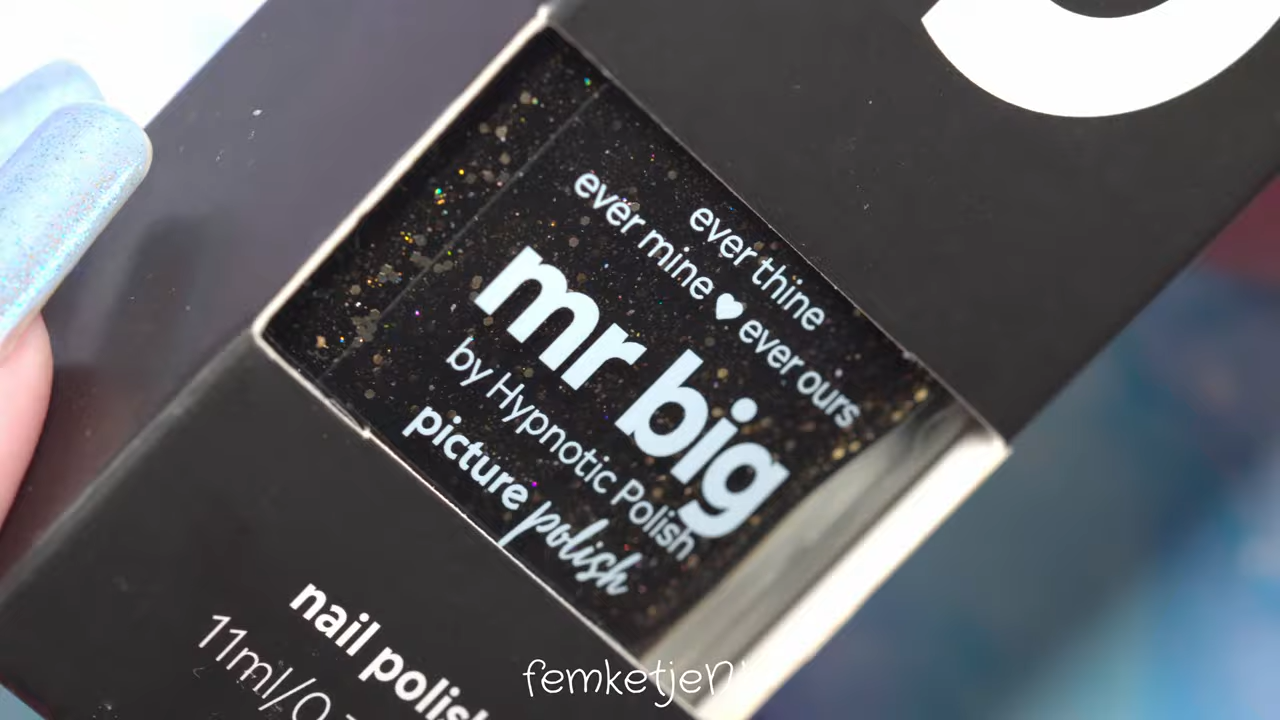 ever thine
ever mine ♥ ever ours
mr big
by Hypnotic Polish
picture polish
nail polish
11ml/0
femketjeN